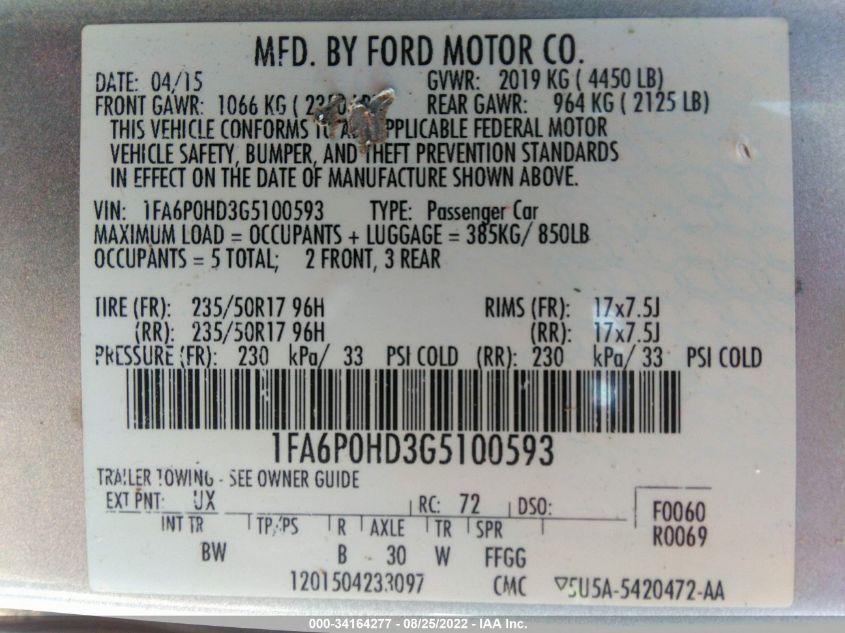 MFD. BY FORD MOTOR CO.
DATE: 04/15 GVWR: 2019 KG ( 4450 LB)
FRONT GAWR: 1066 KG ( REAR GAWR: 964 KG ( 2125 LB)
THIS VEHICLE CONFORMS TO APPLICABLE FEDERAL MOTOR
VEHICLE SAFETY, BUMPER, AND THEFT PREVENTION STANDARDS
IN EFFECT ON THE DATE OF MANUFACTURE SHOWN ABOVE.
VIN: 1FA6P0HD3G5100593 TYPE: Passenger Car
MAXIMUM LOAD = OCCUPANTS + LUGGAGE = 385KG/ 850LB
OCCUPANTS = 5 TOTAL; 2 FRONT, 3 REAR
TIRE (FR): 235/50R17 96H RIMS (FR): 17x7.5J
(RR): 235/50R17 96H (RR): 17x7.5J
PRESSURE (FR): 230 kPa/ 33 PSI COLD (RR): 230 kPa/ 33 PSI COLD
1FA6P0HD3G5100593
TRAILER TOWING - SEE OWNER GUIDE
EXT PNT: UX RC: 72 DSO: F0060
INT TR TP/PS R AXLE TR SPR R0069
BW B 30 W FFGG
1201504233097 CMC ▽5U5A-5420472-AA
000-34164277 - 08/25/2022 - IAA Inc.